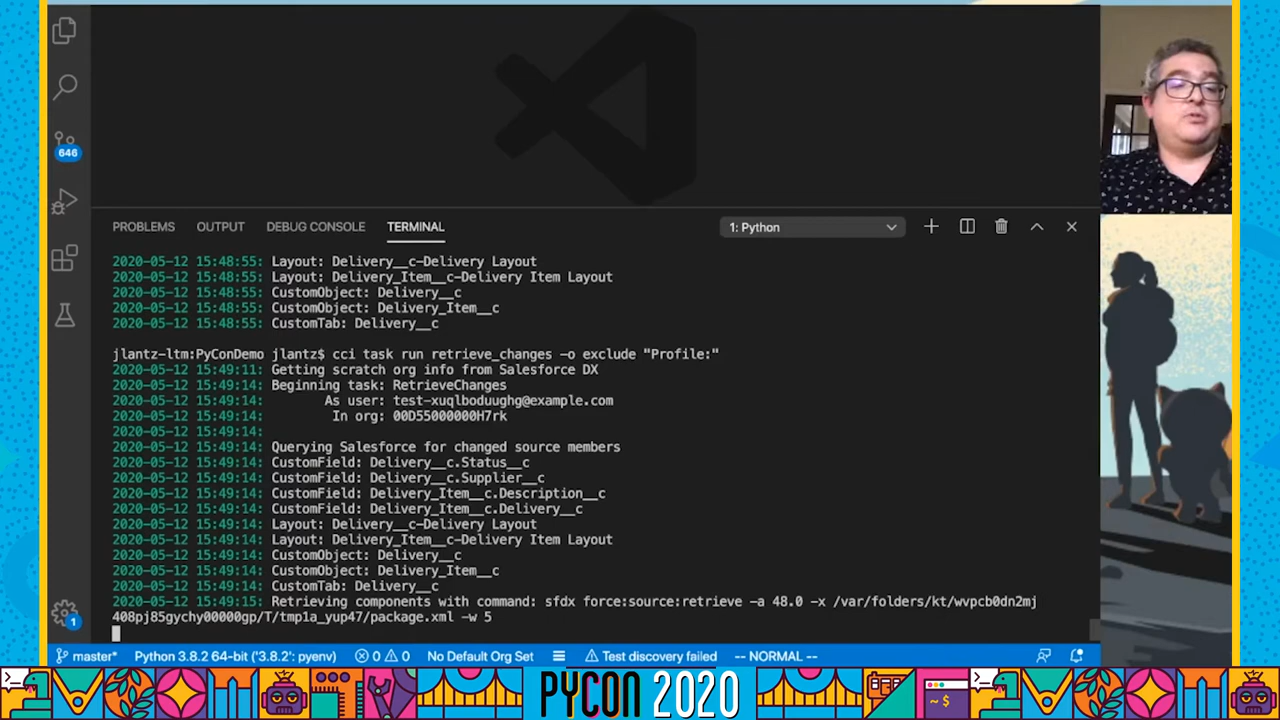 646
PROBLEMS OUTPUT DEBUG CONSOLE TERMINAL 1: Python
2020-05-12 15:48:55: Layout: Delivery__c-Delivery Layout
2020-05-12 15:48:55: Layout: Delivery_Item__c-Delivery Item Layout
2020-05-12 15:48:55: CustomObject: Delivery__c
2020-05-12 15:48:55: CustomObject: Delivery_Item__c
2020-05-12 15:48:55: CustomTab: Delivery__c
jlantz-ltm:PyConDemo jlantz$ cci task run retrieve_changes -o exclude "Profile:"
2020-05-12 15:49:11: Getting scratch org info from Salesforce DX
2020-05-12 15:49:14: Beginning task: RetrieveChanges
2020-05-12 15:49:14: As user: test-xuqlboduughg@example.com
2020-05-12 15:49:14: In org: 00D55000000H7rk
2020-05-12 15:49:14:
2020-05-12 15:49:14: Querying Salesforce for changed source members
2020-05-12 15:49:14: CustomField: Delivery__c.Status__c
2020-05-12 15:49:14: CustomField: Delivery__c.Supplier__c
2020-05-12 15:49:14: CustomField: Delivery_Item__c.Description__c
2020-05-12 15:49:14: CustomField: Delivery_Item__c.Delivery__c
2020-05-12 15:49:14: Layout: Delivery__c-Delivery Layout
2020-05-12 15:49:14: Layout: Delivery_Item__c-Delivery Item Layout
2020-05-12 15:49:14: CustomObject: Delivery__c
2020-05-12 15:49:14: CustomObject: Delivery_Item__c
2020-05-12 15:49:14: CustomTab: Delivery__c
2020-05-12 15:49:15: Retrieving components with command: sfdx force:source:retrieve -a 48.0 -x /var/folders/kt/wvpcb0dn2mj
408pj85gychy00000gp/T/tmp1a_yup47/package.xml -w 5
1
master* Python 3.8.2 64-bit ('3.8.2': pyenv) 0 0 No Default Org Set Test discovery failed -- NORMAL --
PYCON 2020
~$